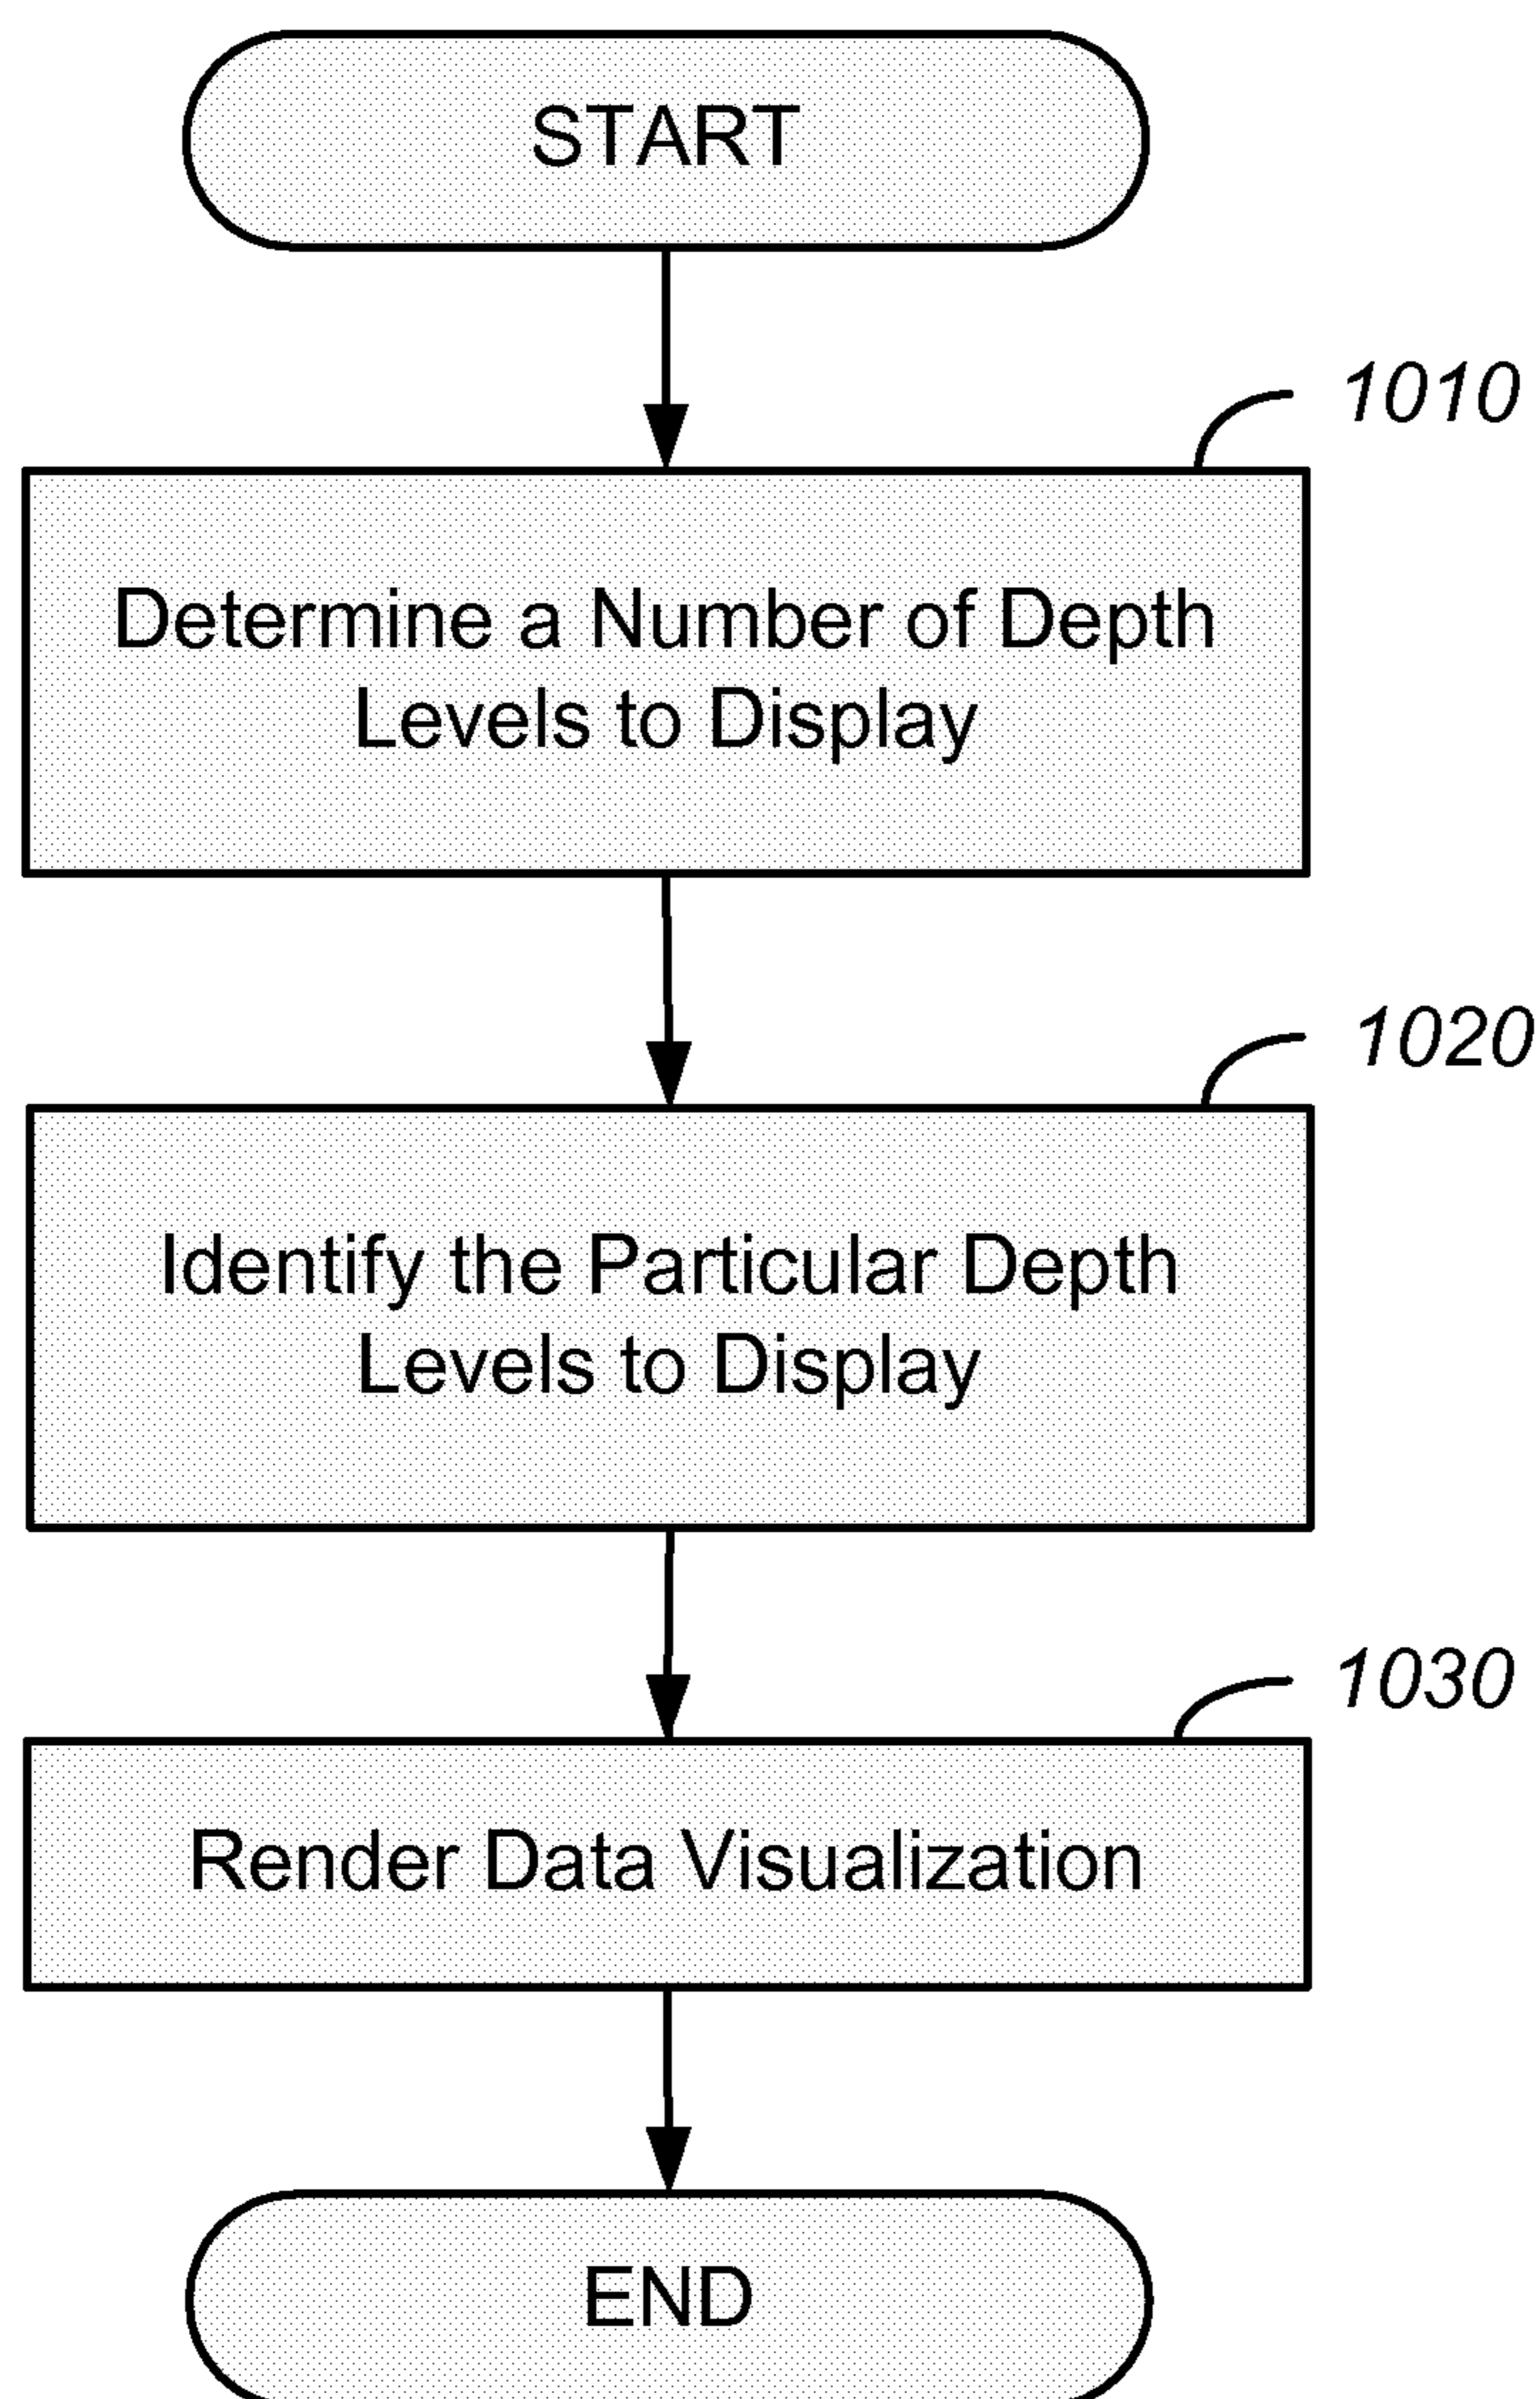 START
1010
Determine a Number of Depth
Levels to Display
1020
Identify the Particular Depth
Levels to Display
1030
Render Data Visualization
END